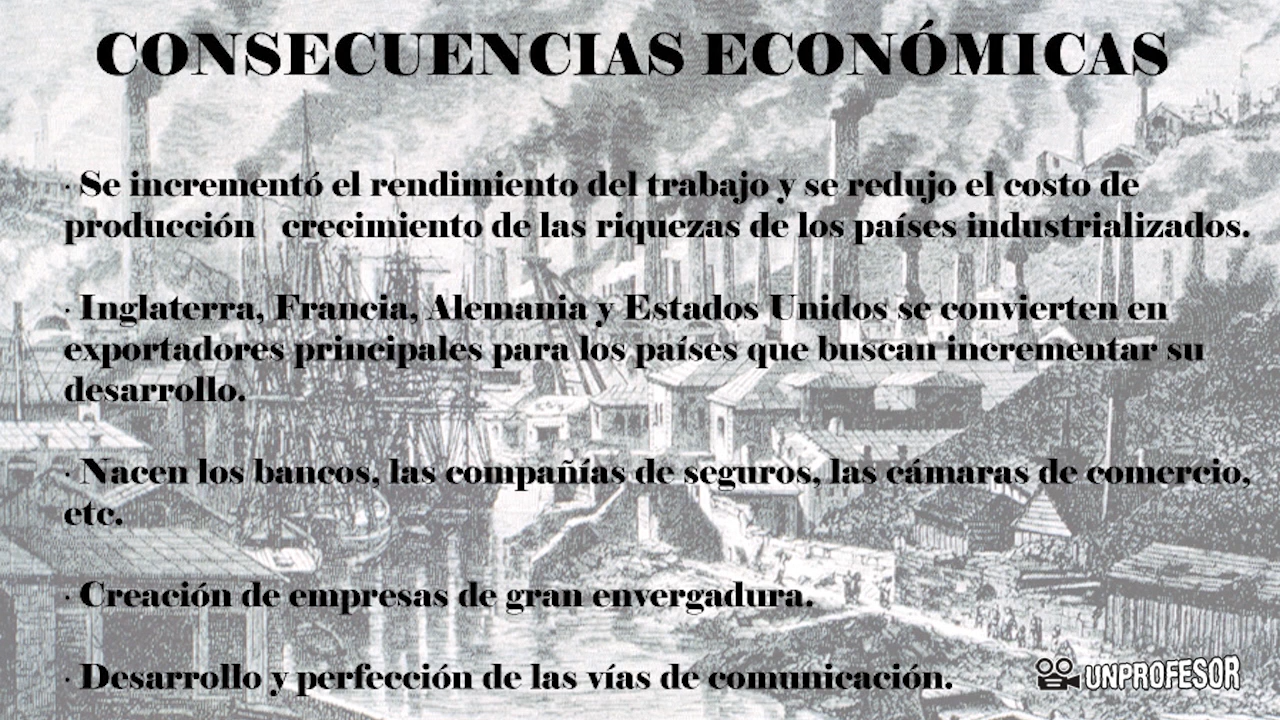 CONSECUENCIAS ECONÓMICAS
· Se incrementó el rendimiento del trabajo y se redujo el costo de
producción crecimiento de las riquezas de los países industrializados.
· Inglaterra, Francia, Alemania y Estados Unidos se convierten en
exportadores principales para los países que buscan incrementar su
desarrollo.
· Nacen los bancos, las compañías de seguros, las cámaras de comercio,
etc.
· Creación de empresas de gran envergadura.
· Desarrollo y perfección de las vías de comunicación.
UNPROFESOR